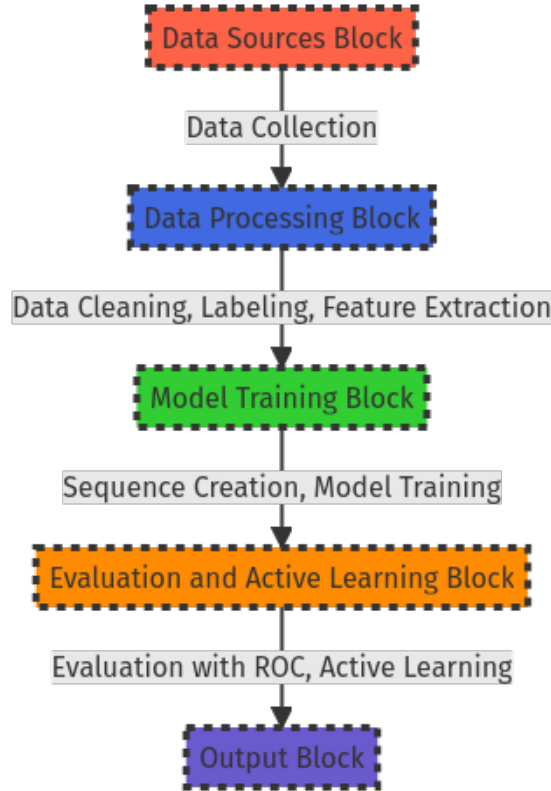 Data Sources Block
Data Collection
Data Processing Block
Data Cleaning, Labeling, Feature Extraction
Model Training Block
Sequence Creation, Model Training
Evaluation and Active Learning Block
Evaluation with ROC, Active Learning
Output Block